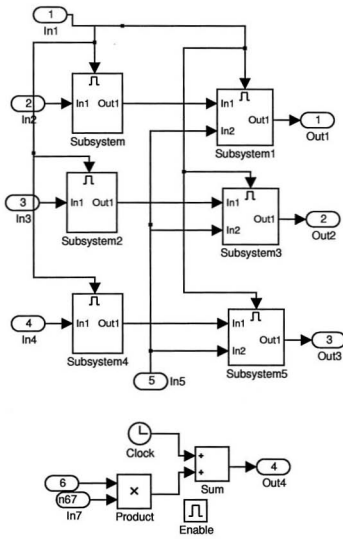 1
In1
2
In1 Out1
In2
Subsystem
In1
Out1
In2
Subsystem1
1
Out1
3
In1 Out1
In3
Subsystem2
In1
Out1
In2
Subsystem3
2
Out2
4
In1 Out1
In4
Subsystem4
In1
Out1
In2
Subsystem5
3
Out3
5
In5
Clock
6
n67
In7
×
Product
+
+
Sum
4
Out4
Enable